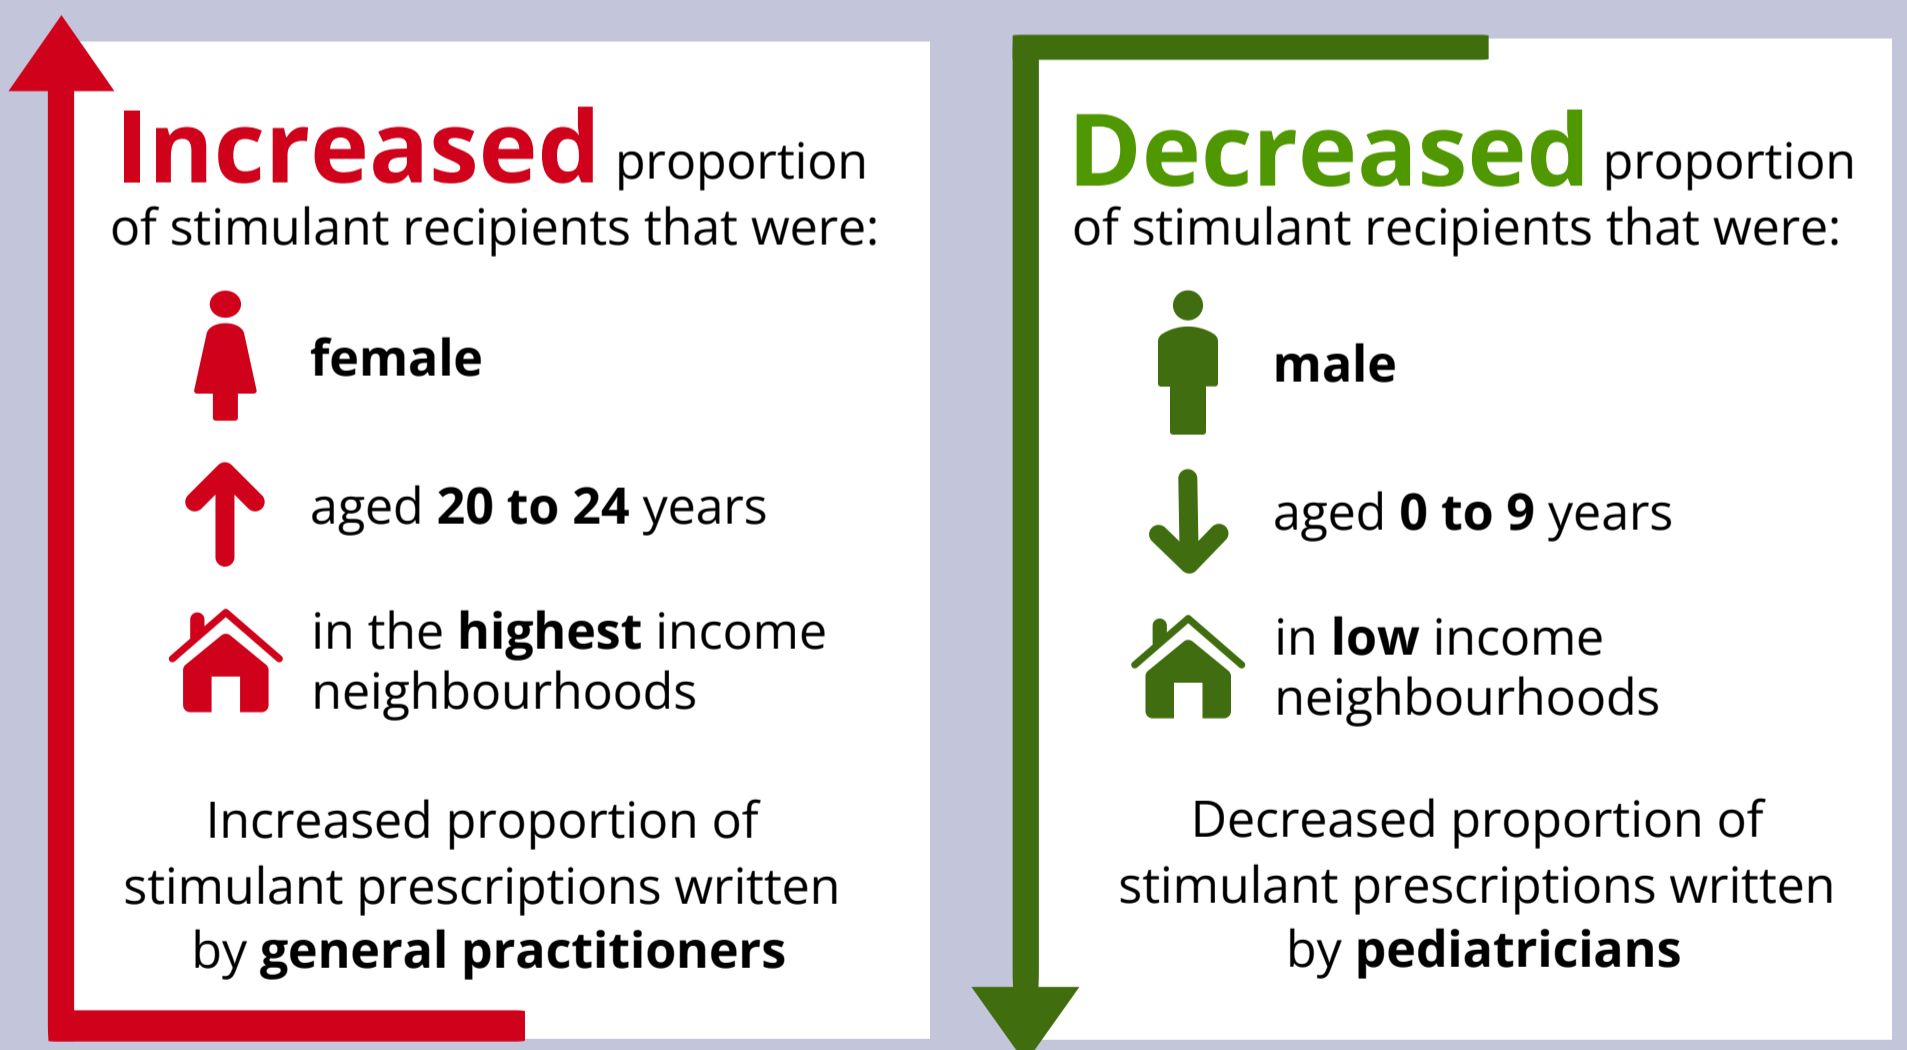 Increased proportion
of stimulant recipients that were:
female
aged 20 to 24 years
in the highest income
neighbourhoods
Increased proportion of
stimulant prescriptions written
by general practitioners
Decreased proportion
of stimulant recipients that were:
male
aged 0 to 9 years
in low income
neighbourhoods
Decreased proportion of
stimulant prescriptions written
by pediatricians